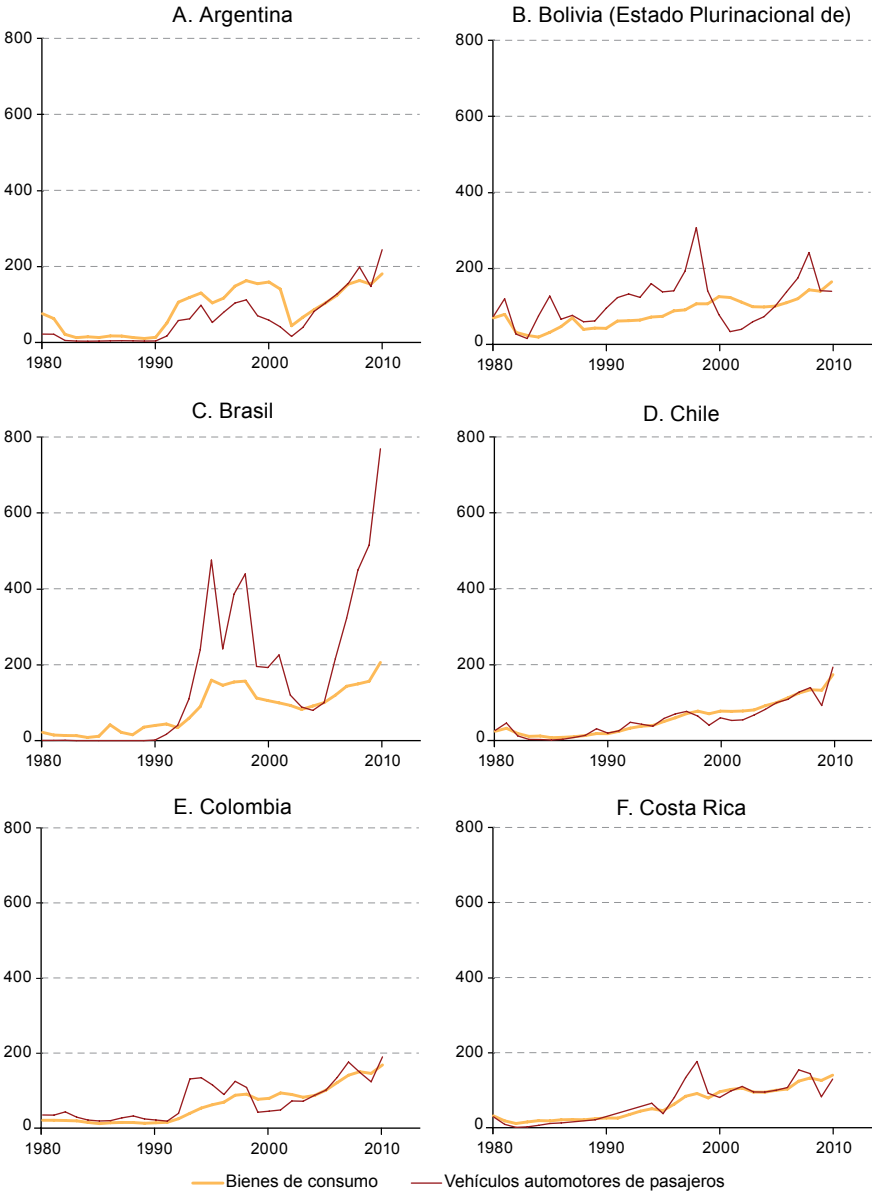 A. Argentina
800
600
400
200
0
1980 1990 2000 2010
B. Bolivia (Estado Plurinacional de)
800
600
400
200
0
1980 1990 2000 2010
C. Brasil
800
600
400
200
0
1980 1990 2000 2010
D. Chile
800
600
400
200
0
1980 1990 2000 2010
E. Colombia
800
600
400
200
0
1980 1990 2000 2010
F. Costa Rica
800
600
400
200
0
1980 1990 2000 2010
Bienes de consumo Vehículos automotores de pasajeros